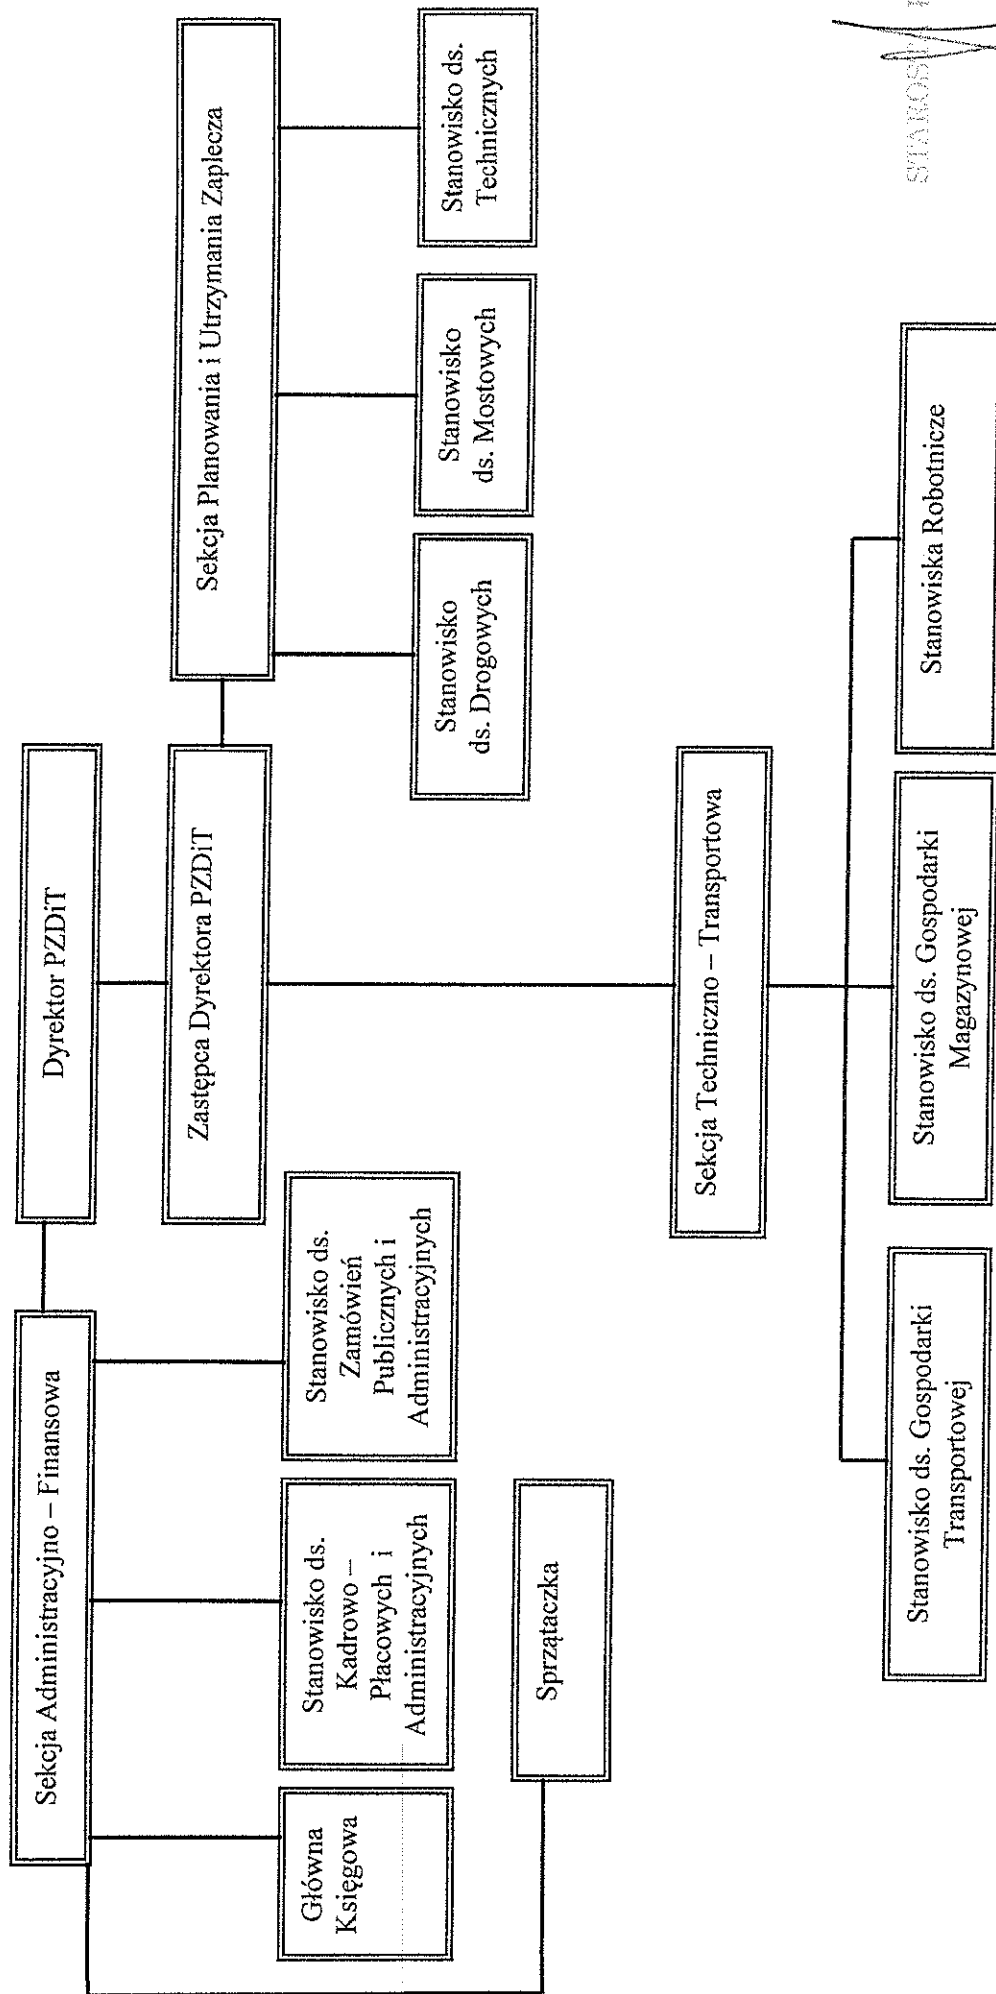 Dyrektor PZDiT
Sekcja Administracyjno – Finansowa
Zastępca Dyrektora PZDiT
Sekcja Planowania i Utrzymania Zaplecza
Główna
Księgowa
Stanowisko ds.
Kadrowo –
Płacowych i
Administracyjnych
Stanowisko ds.
Zamówień
Publicznych i
Administracyjnych
Stanowisko
ds. Drogowych
Stanowisko
ds. Mostowych
Stanowisko ds.
Technicznych
Sprzątaczka
Sekcja Techniczno – Transportowa
Stanowisko ds. Gospodarki
Transportowej
Stanowisko ds. Gospodarki
Magazynowej
Stanowiska Robotnicze